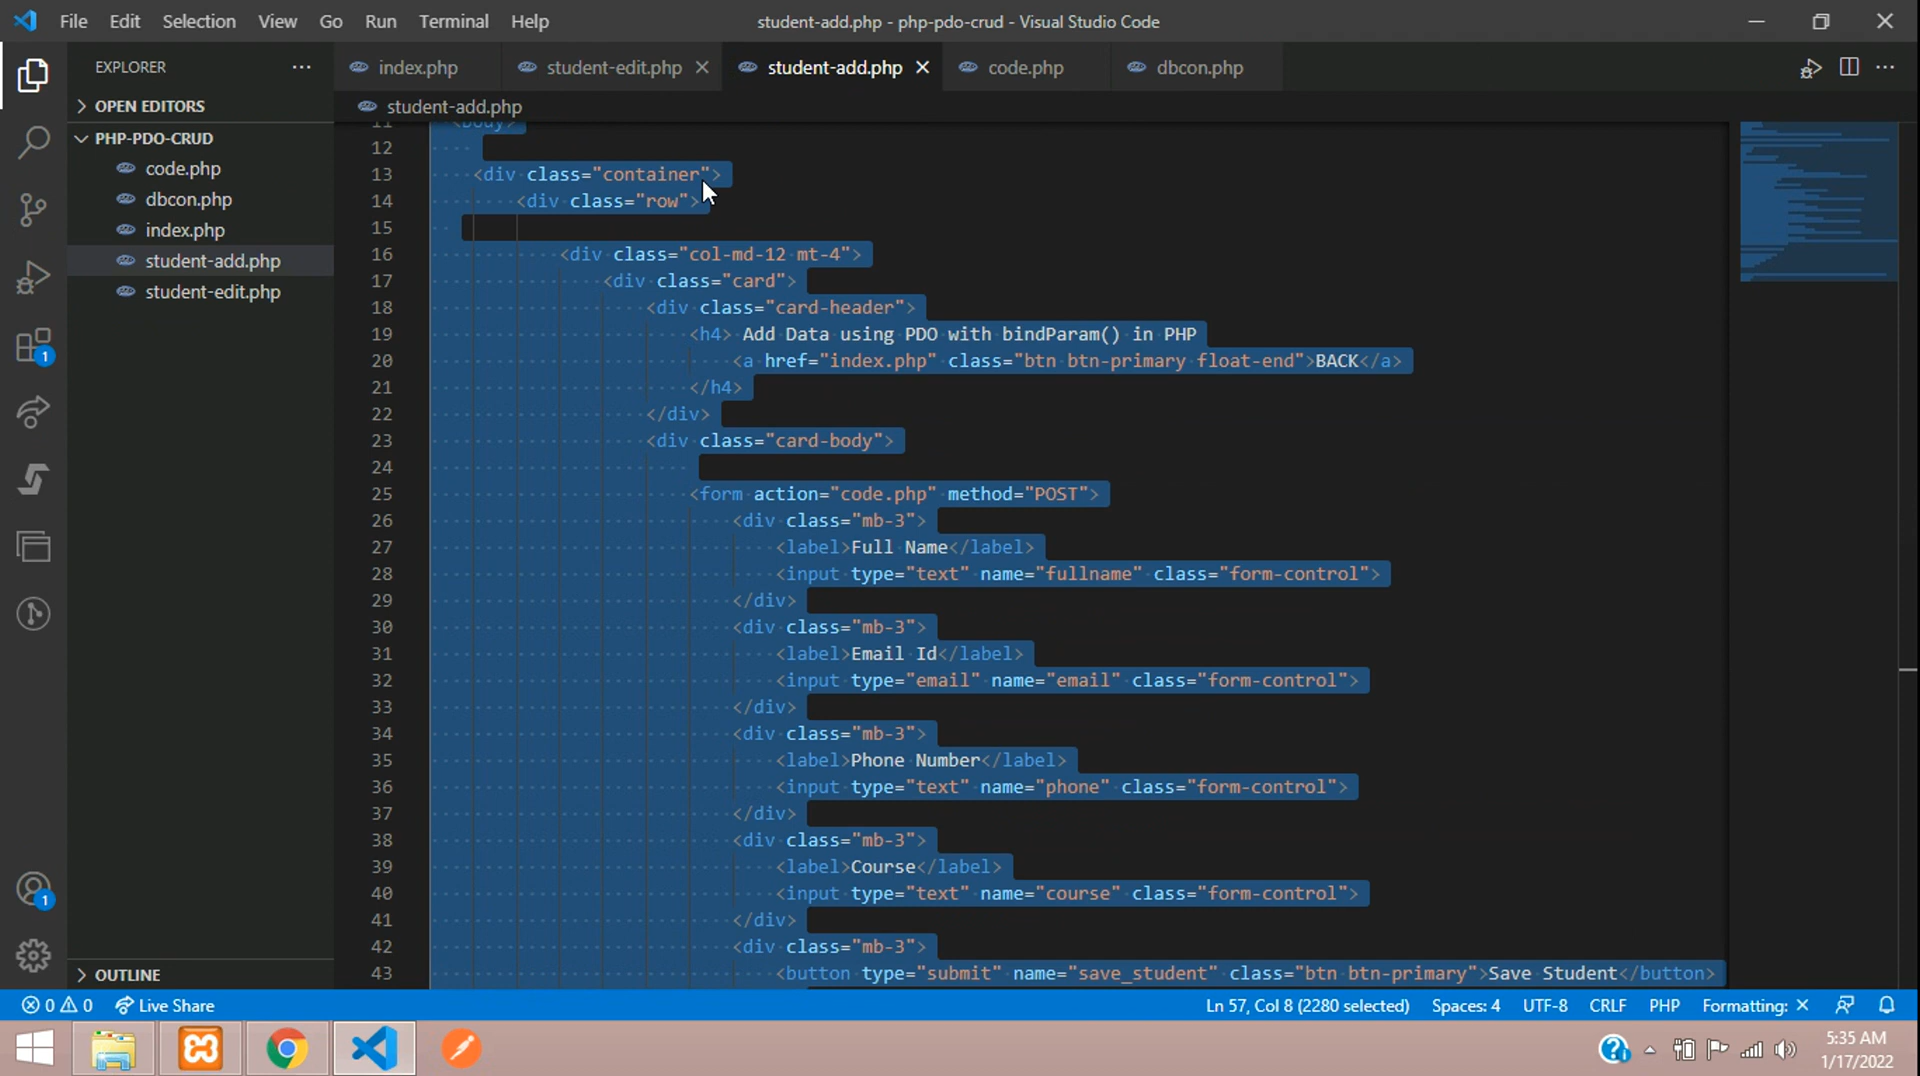 File Edit Selection View Go Run Terminal Help
student-add.php - php-pdo-crud - Visual Studio Code
EXPLORER
index.php student-edit.php student-add.php code.php dbcon.php
OPEN EDITORS
student-add.php
PHP-PDO-CRUD
code.php
dbcon.php
index.php
student-add.php
student-edit.php
11 <body>
12
13 <div class="container">
14 <div class="row">
15
16 <div class="col-md-12 mt-4">
17 <div class="card">
18 <div class="card-header">
19 <h4> Add Data using PDO with bindParam() in PHP
20 <a href="index.php" class="btn btn-primary float-end">BACK</a>
21 </h4>
22 </div>
23 <div class="card-body">
24
25 <form action="code.php" method="POST">
26 <div class="mb-3">
27 <label>Full Name</label>
28 <input type="text" name="fullname" class="form-control">
29 </div>
30 <div class="mb-3">
31 <label>Email Id</label>
32 <input type="email" name="email" class="form-control">
33 </div>
34 <div class="mb-3">
35 <label>Phone Number</label>
36 <input type="text" name="phone" class="form-control">
37 </div>
38 <div class="mb-3">
39 <label>Course</label>
40 <input type="text" name="course" class="form-control">
41 </div>
42 <div class="mb-3">
43 <button type="submit" name="save_student" class="btn btn-primary">Save Student</button>
1
1
OUTLINE
0 0 Live Share Ln 57, Col 8 (2280 selected) Spaces: 4 UTF-8 CRLF PHP Formatting: ×
5:35 AM
1/17/2022